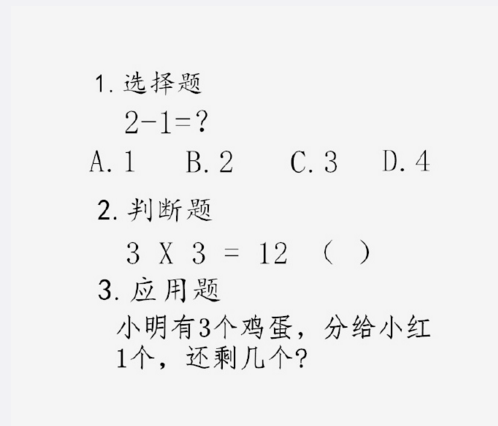 1.选择题
2-1=?
A.1 B.2 C.3 D.4
2.判断题
3 X 3 = 12 （ ）
3.应用题
小明有3个鸡蛋，分给小红
1个，还剩几个?